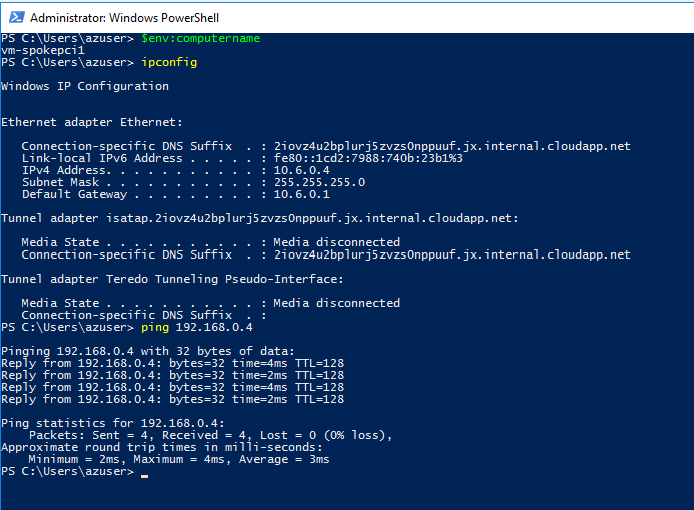 Administrator: Windows PowerShell
PS C:\Users\azuser> $env:computername
vm-spokepci1
PS C:\Users\azuser> ipconfig
Windows IP Configuration
Ethernet adapter Ethernet:
Connection-specific DNS Suffix . : 2iovz4u2bplurj5zvzs0nppuuf.jx.internal.cloudapp.net
Link-local IPv6 Address . . . . . : fe80::1cd2:7988:740b:23b1%3
IPv4 Address. . . . . . . . . . . : 10.6.0.4
Subnet Mask . . . . . . . . . . . : 255.255.255.0
Default Gateway . . . . . . . . . : 10.6.0.1
Tunnel adapter isatap.2iovz4u2bplurj5zvzs0nppuuf.jx.internal.cloudapp.net:
Media State . . . . . . . . . . . : Media disconnected
Connection-specific DNS Suffix . : 2iovz4u2bplurj5zvzs0nppuuf.jx.internal.cloudapp.net
Tunnel adapter Teredo Tunneling Pseudo-Interface:
Media State . . . . . . . . . . . : Media disconnected
Connection-specific DNS Suffix . :
PS C:\Users\azuser> ping 192.168.0.4
Pinging 192.168.0.4 with 32 bytes of data:
Reply from 192.168.0.4: bytes=32 time=4ms TTL=128
Reply from 192.168.0.4: bytes=32 time=2ms TTL=128
Reply from 192.168.0.4: bytes=32 time=4ms TTL=128
Reply from 192.168.0.4: bytes=32 time=2ms TTL=128
Ping statistics for 192.168.0.4:
Packets: Sent = 4, Received = 4, Lost = 0 (0% loss),
Approximate round trip times in milli-seconds:
Minimum = 2ms, Maximum = 4ms, Average = 3ms
PS C:\Users\azuser> _